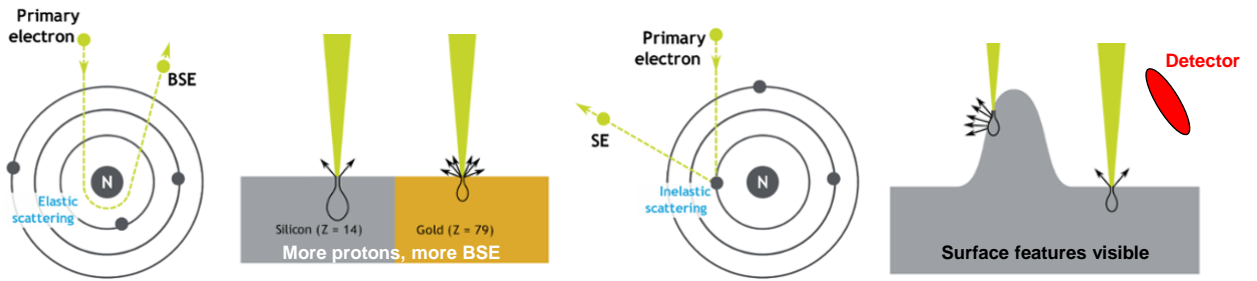 Primary
electron
BSE
N
Elastic
scattering
Silicon (Z = 14)
Gold (Z = 79)
More protons, more BSE
Primary
electron
SE
N
Inelastic
scattering
Detector
Surface features visible